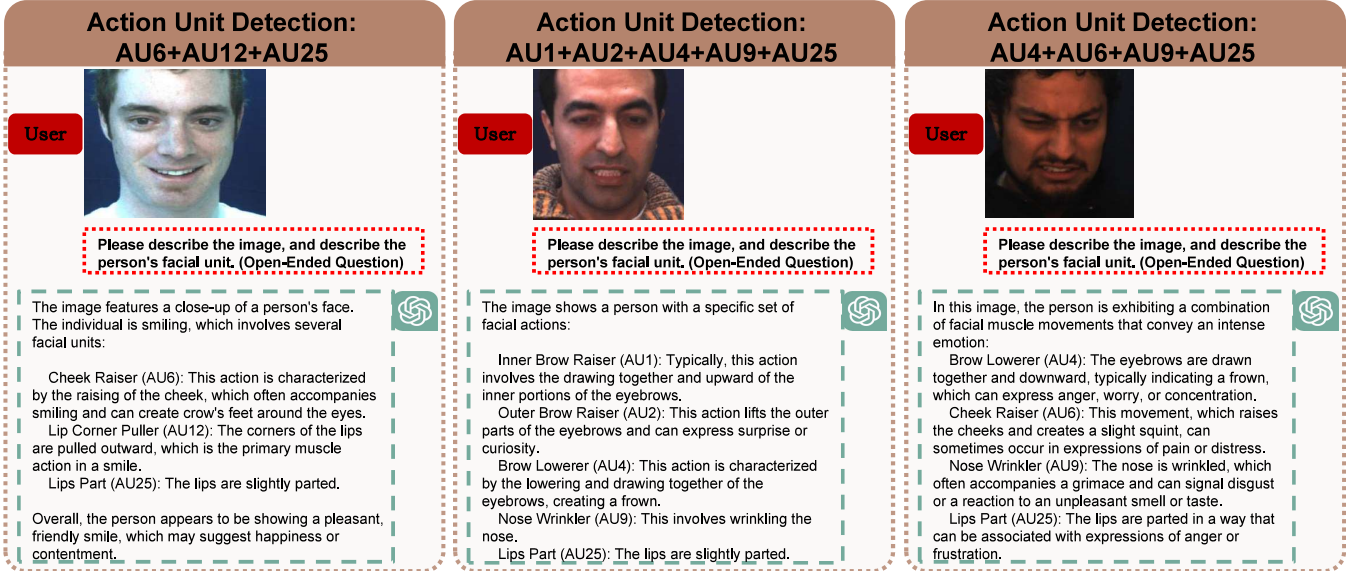 Action Unit Detection:
AU6+AU12+AU25
User
Please describe the image, and describe the
person's facial unit. (Open-Ended Question)
The image features a close-up of a person's face.
The individual is smiling, which involves several
facial units:
Cheek Raiser (AU6): This action is characterized
by the raising of the cheek, which often accompanies
smiling and can create crow's feet around the eyes.
Lip Corner Puller (AU12): The corners of the lips
are pulled outward, which is the primary muscle
action in a smile.
Lips Part (AU25): The lips are slightly parted.
Overall, the person appears to be showing a pleasant,
friendly smile, which may suggest happiness or
contentment.
Action Unit Detection:
AU1+AU2+AU4+AU9+AU25
User
Please describe the image, and describe the
person's facial unit. (Open-Ended Question)
The image shows a person with a specific set of
facial actions:
Inner Brow Raiser (AU1): Typically, this action
involves the drawing together and upward of the
inner portions of the eyebrows.
Outer Brow Raiser (AU2): This action lifts the outer
parts of the eyebrows and can express surprise or
curiosity.
Brow Lowerer (AU4): This action is characterized
by the lowering and drawing together of the
eyebrows, creating a frown.
Nose Wrinkler (AU9): This involves wrinkling the
nose.
Lips Part (AU25): The lips are slightly parted.
Action Unit Detection:
AU4+AU6+AU9+AU25
User
Please describe the image, and describe the
person's facial unit. (Open-Ended Question)
In this image, the person is exhibiting a combination
of facial muscle movements that convey an intense
emotion:
Brow Lowerer (AU4): The eyebrows are drawn
together and downward, typically indicating a frown,
which can express anger, worry, or concentration.
Cheek Raiser (AU6): This movement, which raises
the cheeks and creates a slight squint, can
sometimes occur in expressions of pain or distress.
Nose Wrinkler (AU9): The nose is wrinkled, which
often accompanies a grimace and can signal disgust
or a reaction to an unpleasant smell or taste.
Lips Part (AU25): The lips are parted in a way that
can be associated with expressions of anger or
frustration.